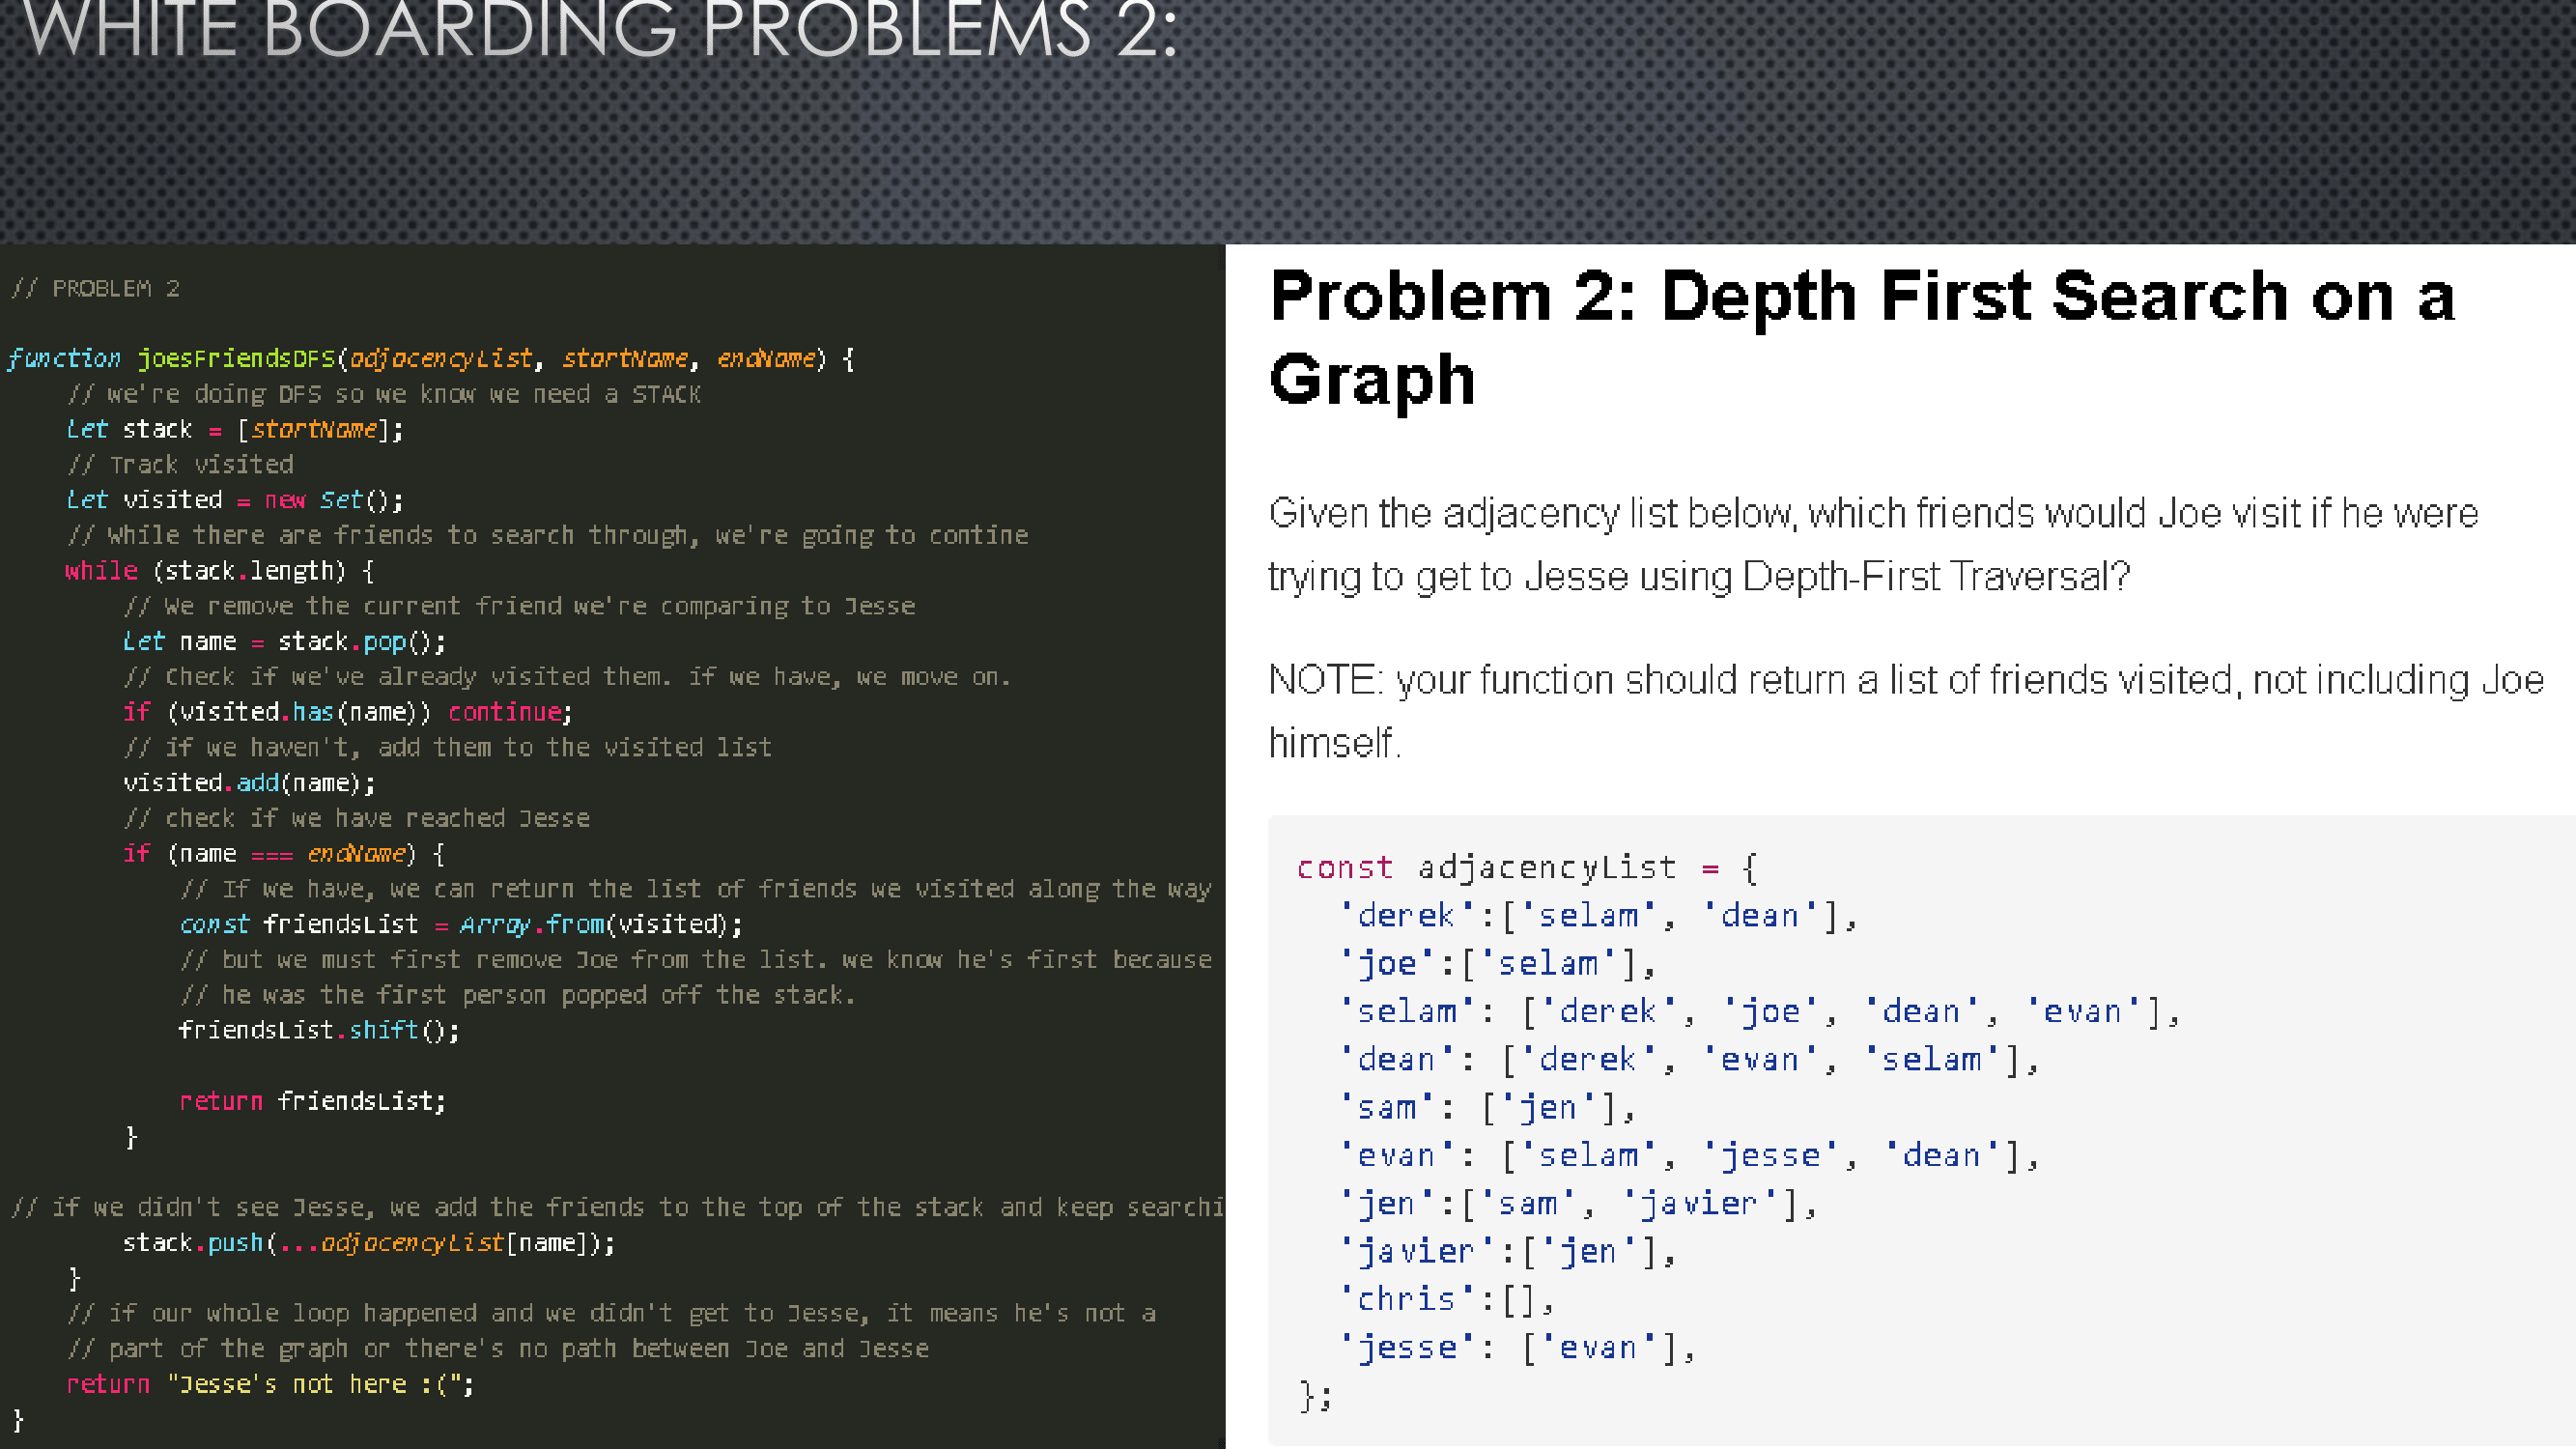 WHITE BOARDING PROBLEMS 2:
// PROBLEM 2
function joesFriendsDFS(adjacencyList, startName, endName) {
// we're doing DFS so we know we need a STACK
Let stack = [startName];
// Track visited
Let visited = new Set();
// While there are friends to search through, we're going to contine
while (stack.length) {
// We remove the current friend we're comparing to Jesse
Let name = stack.pop();
// Check if we've already visited them. if we have, we move on.
if (visited.has(name)) continue;
// if we haven't, add them to the visited list
visited.add(name);
// check if we have reached Jesse
if (name === endName) {
// If we have, we can return the list of friends we visited along the way
const friendsList = Array.from(visited);
// but we must first remove Joe from the list. we know he's first because
// he was the first person popped off the stack.
friendsList.shift();
return friendsList;
}
// if we didn't see Jesse, we add the friends to the top of the stack and keep searchi
stack.push(...adjacencyList[name]);
}
// if our whole loop happened and we didn't get to Jesse, it means he's not a
// part of the graph or there's no path between Joe and Jesse
return "Jesse's not here :(";
}
Problem 2: Depth First Search on a
Graph
Given the adjacency list below, which friends would Joe visit if he were
trying to get to Jesse using Depth-First Traversal?
NOTE: your function should return a list of friends visited, not including Joe
himself.
const adjacencyList = {
'derek':['selam', 'dean'],
'joe':['selam'],
'selam': ['derek', 'joe', 'dean', 'evan'],
'dean': ['derek', 'evan', 'selam'],
'sam': ['jen'],
'evan': ['selam', 'jesse', 'dean'],
'jen':['sam', 'javier'],
'javier':['jen'],
'chris':[],
'jesse': ['evan'],
};